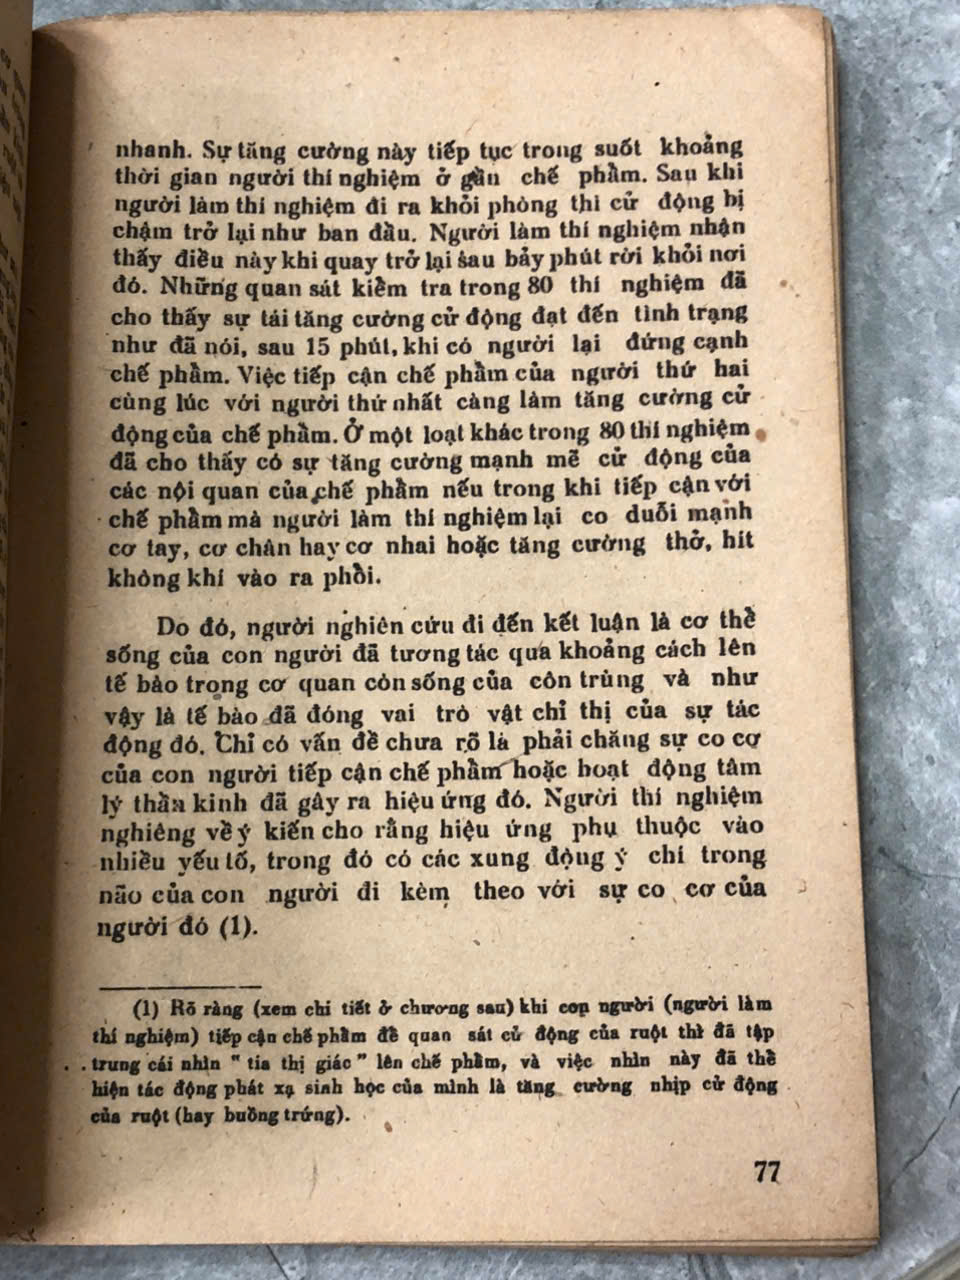 nhanh. Sự tăng cường này tiếp tục trong suốt khoảng
thời gian người thí nghiệm ở gần chế phẩm. Sau khi
người làm thí nghiệm đi ra khỏi phòng thì cử động bị
chậm trở lại như ban đầu. Người làm thí nghiệm nhận
thấy điều này khi quay trở lại sau bảy phút rời khỏi nơi
đó. Những quan sát kiểm tra trong 80 thí nghiệm đã
cho thấy sự tái tăng cường cử động đạt đến tình trạng
như đã nói, sau 15 phút, khi có người lại đứng cạnh
chế phẩm. Việc tiếp cận chế phẩm của người thứ hai
cùng lúc với người thứ nhất càng làm tăng cường cử
động của chế phẩm. Ở một loạt khác trong 80 thí nghiệm
đã cho thấy có sự tăng cường mạnh mẽ cử động của
các nội quan của chế phẩm nếu trong khi tiếp cận với
chế phẩm mà người làm thí nghiệm lại co duỗi mạnh
cơ tay, cơ chân hay cơ nhai hoặc tăng cường thở, hít
không khí vào ra phổi.
Do đó, người nghiên cứu đi đến kết luận là cơ thể
sống của con người đã tương tác qua khoảng cách lên
tế bào trong cơ quan còn sống của côn trùng và như
vậy là tế bào đã đóng vai trò vật chỉ thị của sự tác
động đó. Chỉ có vấn đề chưa rõ là phải chăng sự co cơ
của con người tiếp cận chế phẩm hoặc hoạt động tâm
lý thần kinh đã gây ra hiệu ứng đó. Người thí nghiệm
nghiêng về ý kiến cho rằng hiệu ứng phụ thuộc vào
nhiều yếu tố, trong đó có các xung động ý chí trong
não của con người đi kèm theo với sự co cơ của
người đó (1).
(1) Rõ ràng (xem chi tiết ở chương sau) khi con người (người làm
thí nghiệm) tiếp cận chế phẩm để quan sát cử động của ruột thì đã tập
trung cái nhìn " tia thị giác " lên chế phẩm, và việc nhìn này đã thể
hiện tác động phát xạ sinh học của mình là tăng cường nhịp cử động
của ruột (hay buồng trứng).
77